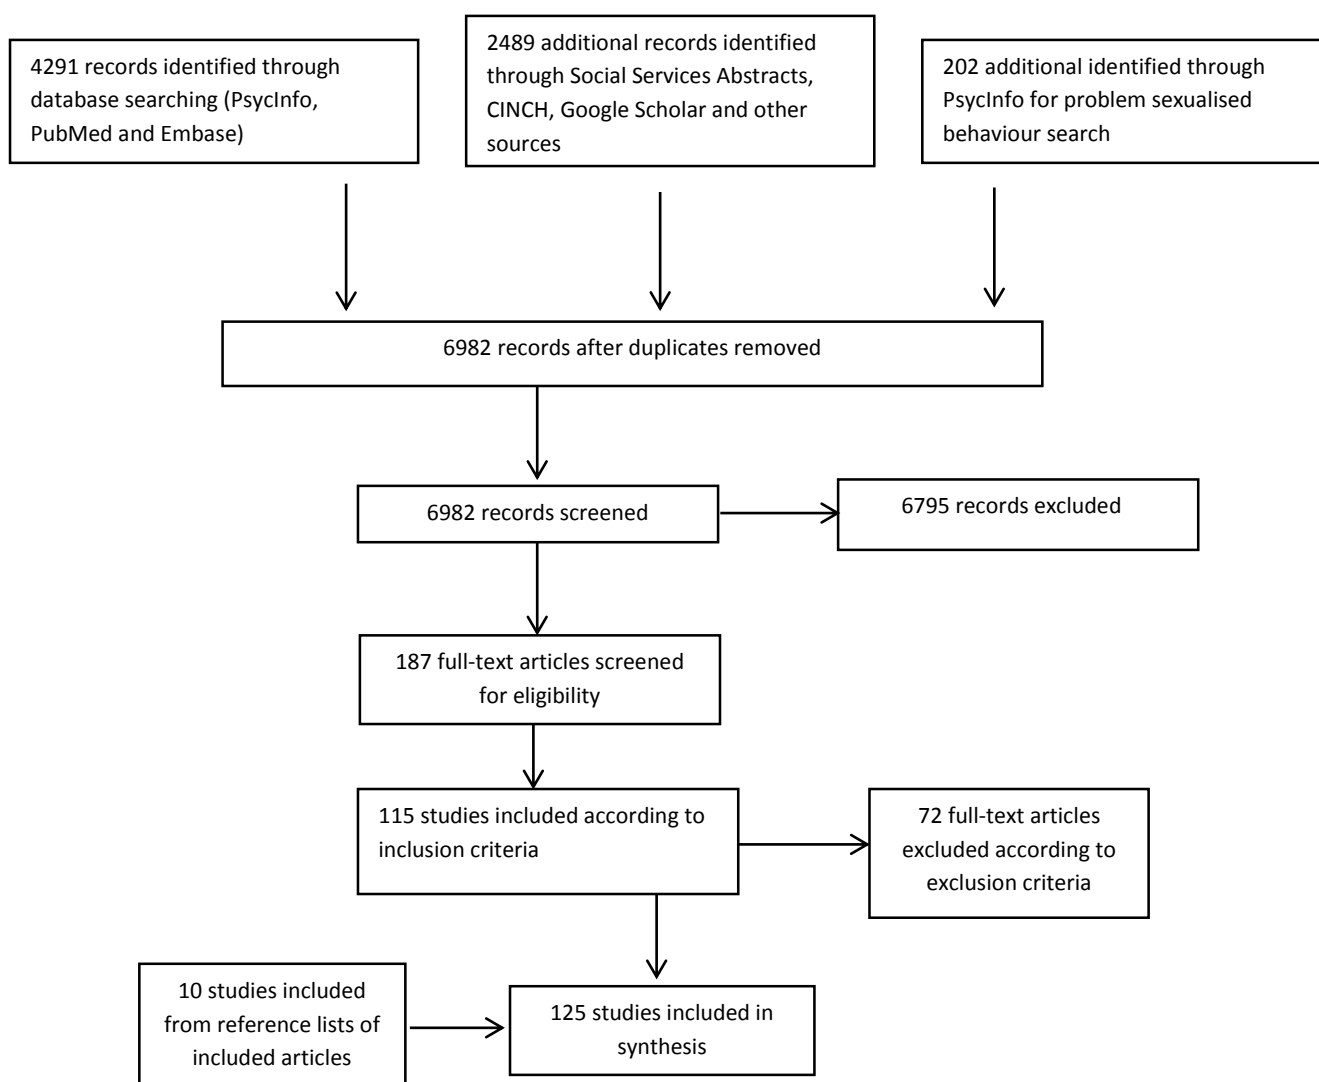 4291 records identified through
database searching (PsycInfo,
PubMed and Embase)
2489 additional records identified
through Social Services Abstracts,
CINCH, Google Scholar and other
sources
202 additional identified through
PsycInfo for problem sexualised
behaviour search
6982 records after duplicates removed
6982 records screened
6795 records excluded
187 full-text articles screened
for eligibility
115 studies included according to
inclusion criteria
72 full-text articles
excluded according to
exclusion criteria
10 studies included
from reference lists of
included articles
125 studies included in
synthesis